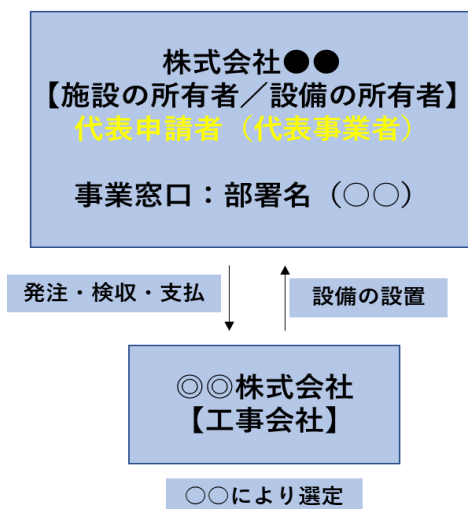 株式会社●●
【施設の所有者／設備の所有者】
代表申請者（代表事業者）
事業窓口：部署名（○○）
発注・検収・支払
設備の設置
◎◎株式会社
【工事会社】
○○により選定